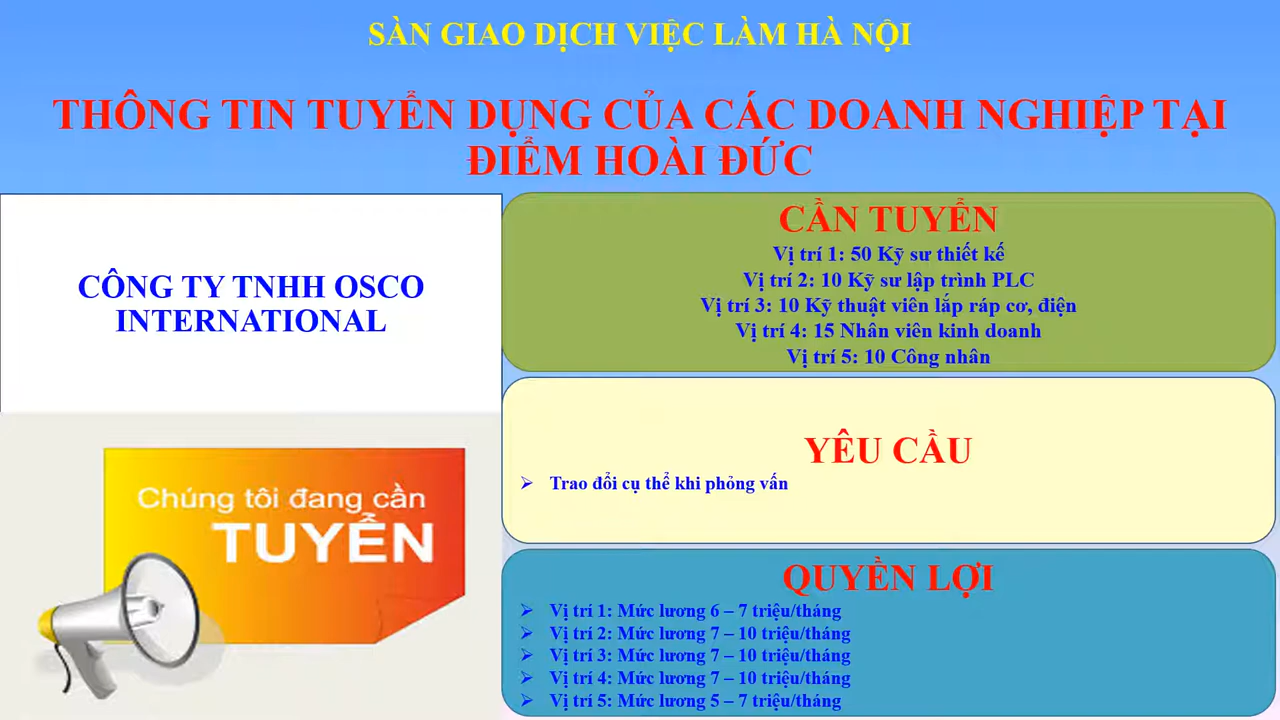 SÀN GIAO DỊCH VIỆC LÀM HÀ NỘI
THÔNG TIN TUYỂN DỤNG CỦA CÁC DOANH NGHIỆP TẠI
ĐIỂM HOÀI ĐỨC
CÔNG TY TNHH OSCO
INTERNATIONAL
Chúng tôi đang cần
TUYỂN
CẦN TUYỂN
Vị trí 1: 50 Kỹ sư thiết kế
Vị trí 2: 10 Kỹ sư lập trình PLC
Vị trí 3: 10 Kỹ thuật viên lắp ráp cơ, điện
Vị trí 4: 15 Nhân viên kinh doanh
Vị trí 5: 10 Công nhân
YÊU CẦU
➢ Trao đổi cụ thể khi phỏng vấn
QUYỀN LỢI
➢ Vị trí 1: Mức lương 6 – 7 triệu/tháng
➢ Vị trí 2: Mức lương 7 – 10 triệu/tháng
➢ Vị trí 3: Mức lương 7 – 10 triệu/tháng
➢ Vị trí 4: Mức lương 7 – 10 triệu/tháng
➢ Vị trí 5: Mức lương 5 – 7 triệu/tháng